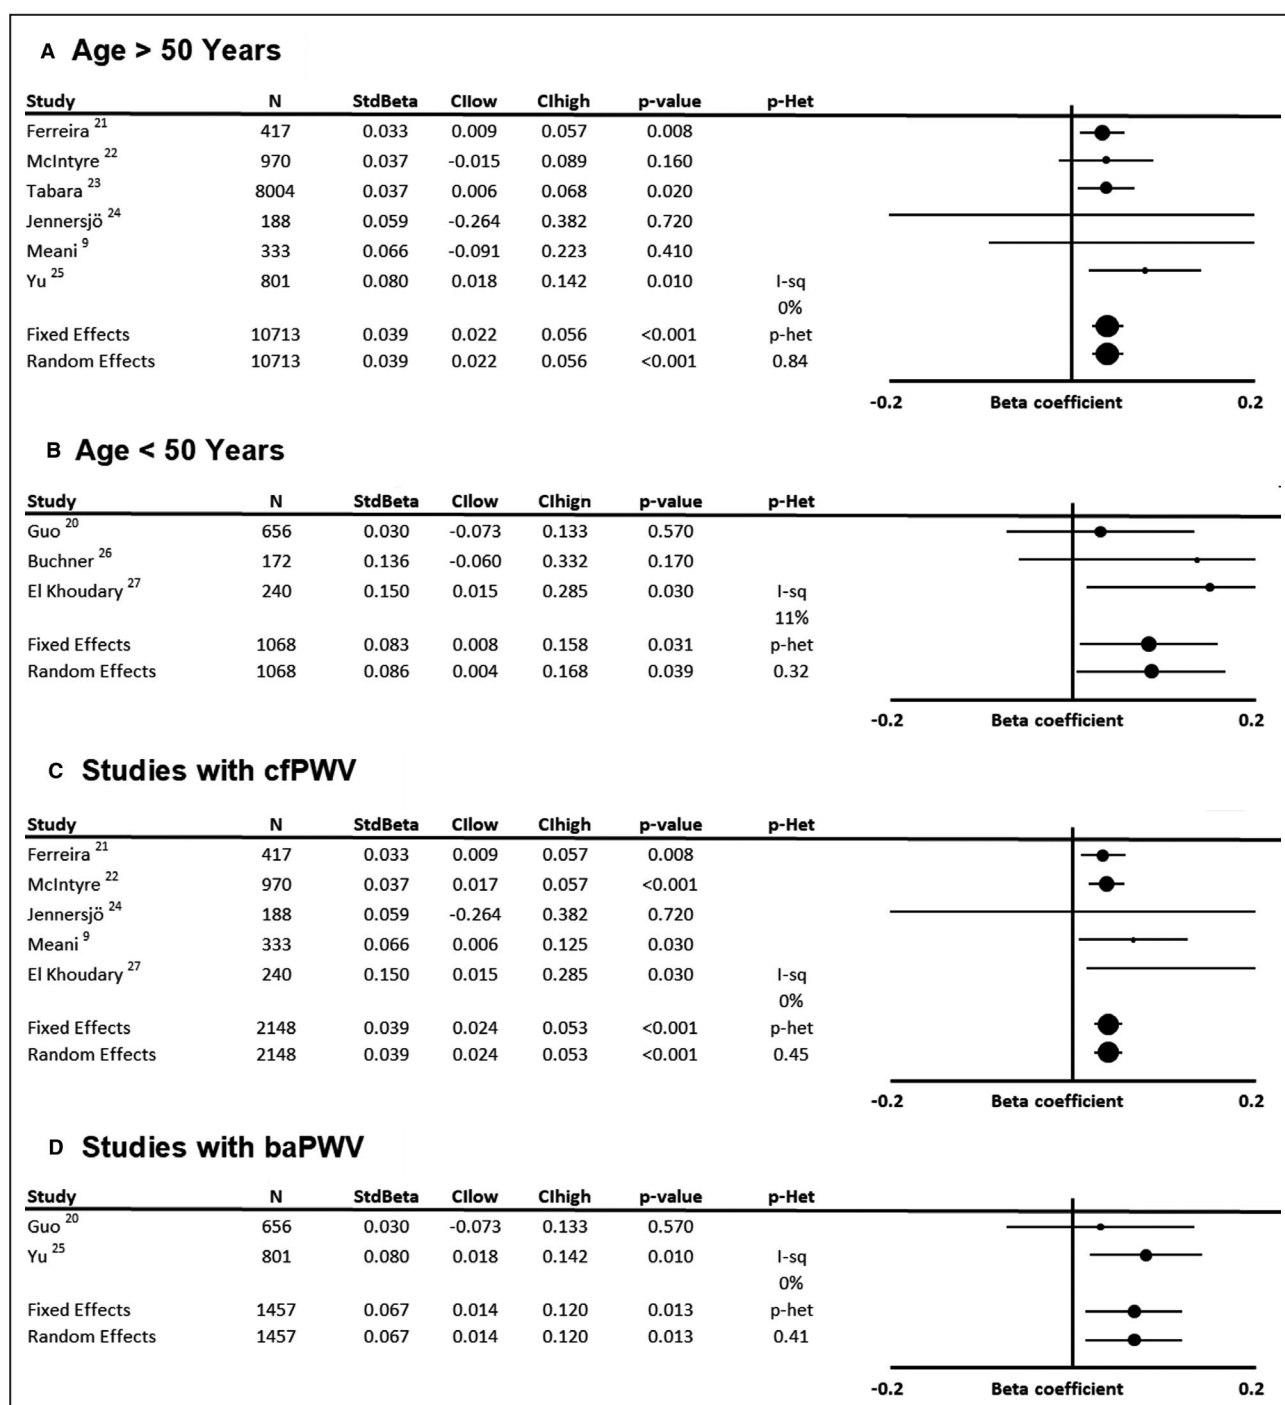 A Age > 50 Years
Study N StdBeta CIlow CIhigh p-value p-Het
Ferreira 21 417 0.033 0.009 0.057 0.008
McIntyre 22 970 0.037 -0.015 0.089 0.160
Tabara 23 8004 0.037 0.006 0.068 0.020
Jennersjö 24 188 0.059 -0.264 0.382 0.720
Meani 9 333 0.066 -0.091 0.223 0.410
Yu 25 801 0.080 0.018 0.142 0.010 I-sq
0%
Fixed Effects 10713 0.039 0.022 0.056 <0.001 p-het
Random Effects 10713 0.039 0.022 0.056 <0.001 0.84
-0.2 Beta coefficient 0.2
B Age < 50 Years
Study N StdBeta CIlow CIhign p-value p-Het
Guo 20 656 0.030 -0.073 0.133 0.570
Buchner 26 172 0.136 -0.060 0.332 0.170
El Khoudary 27 240 0.150 0.015 0.285 0.030 I-sq
11%
Fixed Effects 1068 0.083 0.008 0.158 0.031 p-het
Random Effects 1068 0.086 0.004 0.168 0.039 0.32
-0.2 Beta coefficient 0.2
C Studies with cfPWV
Study N StdBeta CIlow CIhigh p-value p-Het
Ferreira 21 417 0.033 0.009 0.057 0.008
McIntyre 22 970 0.037 0.017 0.057 <0.001
Jennersjö 24 188 0.059 -0.264 0.382 0.720
Meani 9 333 0.066 0.006 0.125 0.030
El Khoudary 27 240 0.150 0.015 0.285 0.030 I-sq
0%
Fixed Effects 2148 0.039 0.024 0.053 <0.001 p-het
Random Effects 2148 0.039 0.024 0.053 <0.001 0.45
-0.2 Beta coefficient 0.2
D Studies with baPWV
Study N StdBeta CIlow CIhigh p-value p-Het
Guo 20 656 0.030 -0.073 0.133 0.570
Yu 25 801 0.080 0.018 0.142 0.010 I-sq
0%
Fixed Effects 1457 0.067 0.014 0.120 0.013 p-het
Random Effects 1457 0.067 0.014 0.120 0.013 0.41
-0.2 Beta coefficient 0.2